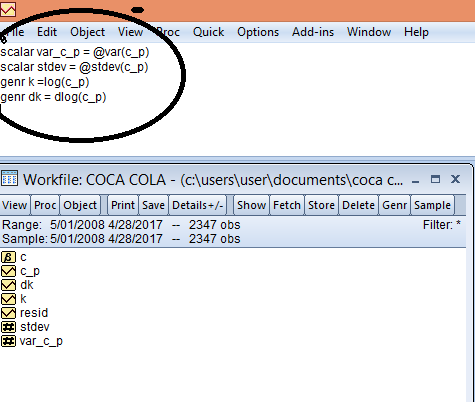 File Edit Object View Proc Quick Options Add-ins Window Help
scalar var_c_p = @var(c_p)
scalar stdev = @stdev(c_p)
genr k =log(c_p)
genr dk = dlog(c_p)
Workfile: COCA COLA - (c:\users\user\documents\coca c...
View Proc Object Print Save Details+/- Show Fetch Store Delete Genr Sample
Range: 5/01/2008 4/28/2017 -- 2347 obs Filter: *
Sample: 5/01/2008 4/28/2017 -- 2347 obs
β c
c_p
dk
k
resid
# stdev
# var_c_p